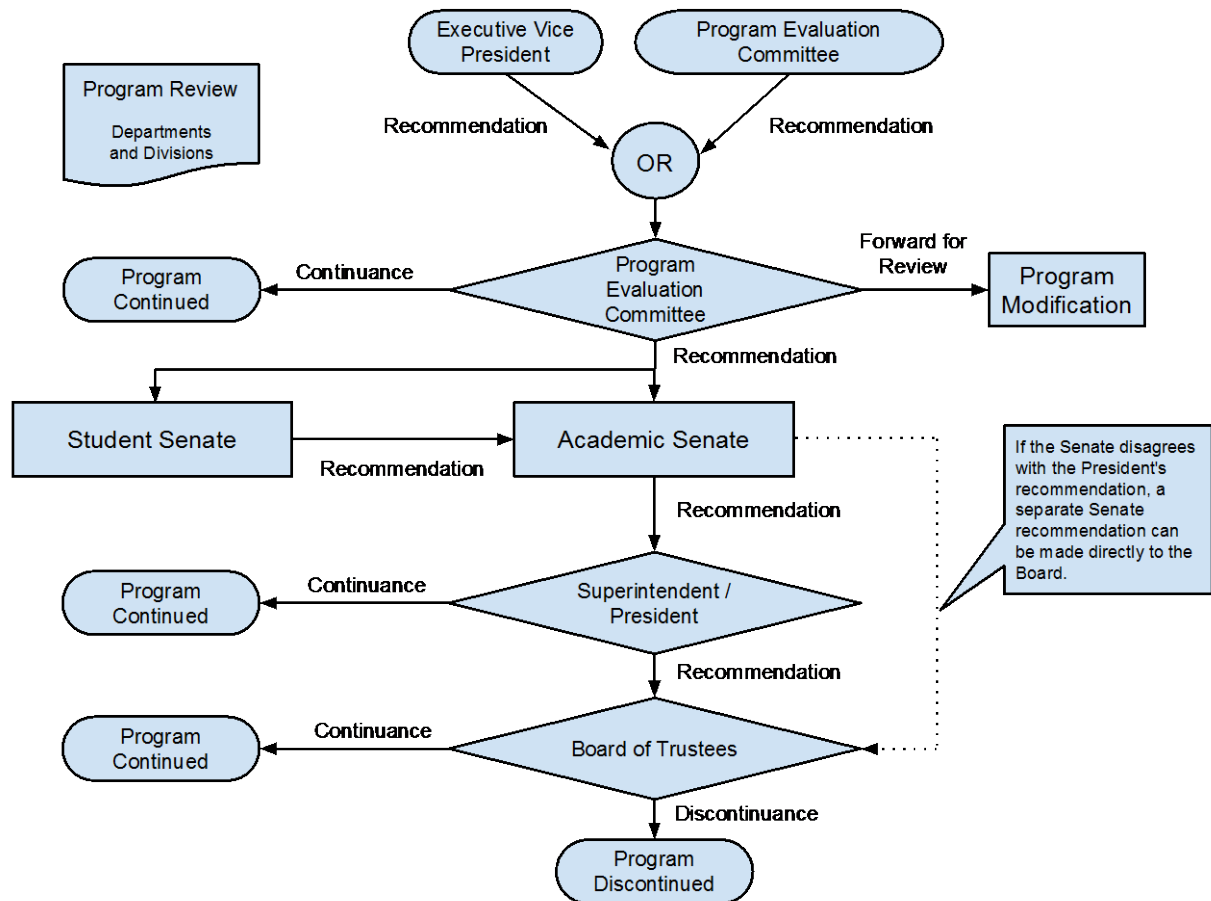 Executive Vice
President
Program Evaluation
Committee
Program Review
Departments
and Divisions
Recommendation
Recommendation
OR
Forward for
Review
Continuance
Program
Continued
Program
Evaluation
Committee
Program
Modification
Recommendation
Student Senate
Academic Senate
Recommendation
If the Senate disagrees
with the President's
recommendation, a
separate Senate
recommendation can
be made directly to the
Board.
Recommendation
Continuance
Program
Continued
Superintendent /
President
Recommendation
Continuance
Program
Continued
Board of Trustees
Discontinuance
Program
Discontinued